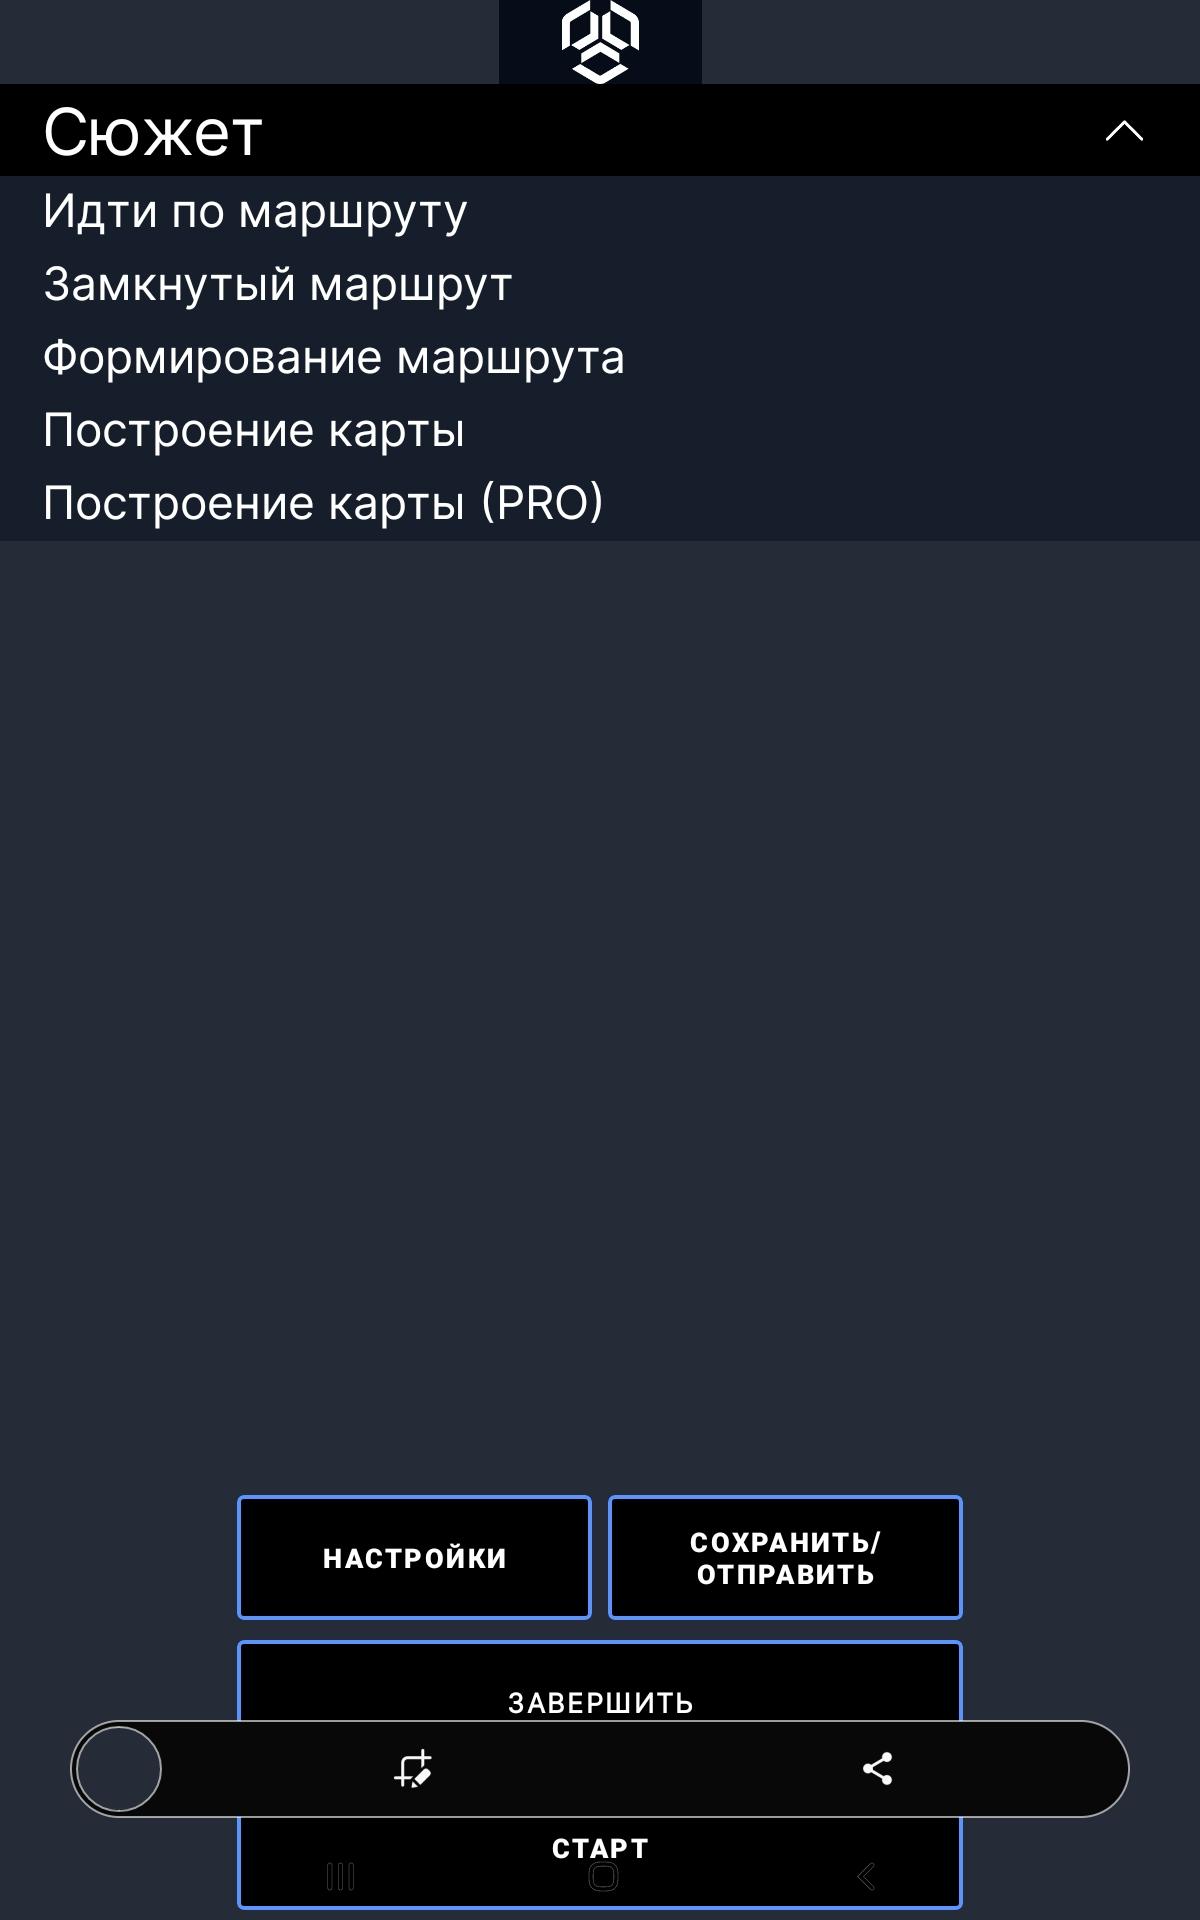 Сюжет
Идти по маршруту
Замкнутый маршрут
Формирование маршрута
Построение карты
Построение карты (PRO)
НАСТРОЙКИ
СОХРАНИТЬ/
ОТПРАВИТЬ
ЗАВЕРШИТЬ
СТАРТ